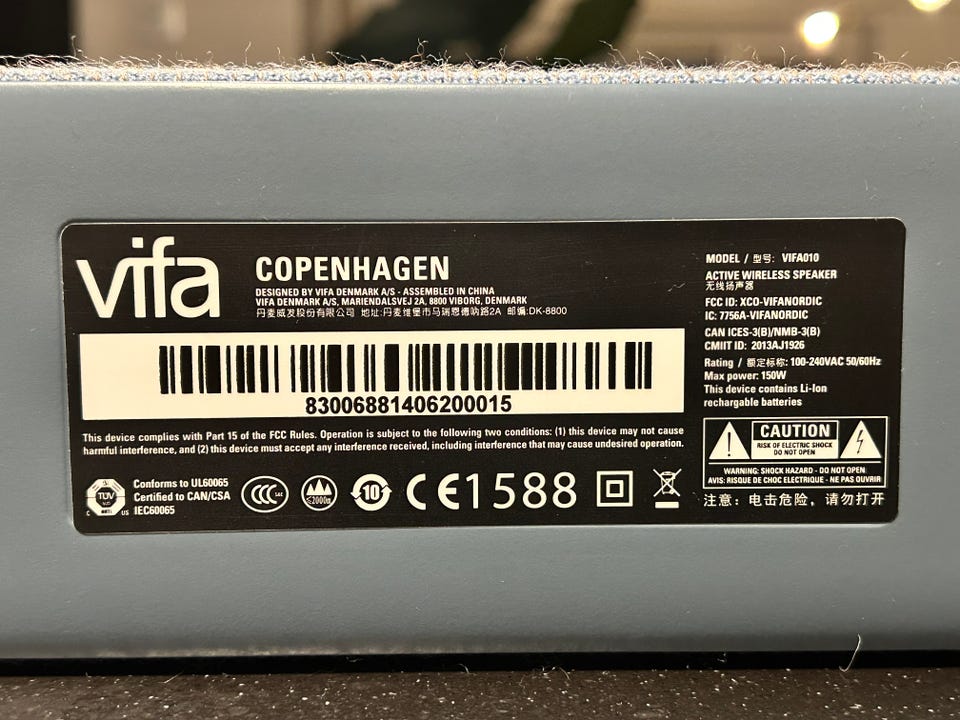 vifa
COPENHAGEN
DESIGNED BY VIFA DENMARK A/S - ASSEMBLED IN CHINA
VIFA DENMARK A/S, MARIENDALSVEJ 2A, 8800 VIBORG, DENMARK
丹麦威发股份有限公司 地址:丹麦维堡市马瑞恩德呐路2A 邮编:DK-8800
83006881406200015
This device complies with Part 15 of the FCC Rules. Operation is subject to the following two conditions: (1) this device may not cause
harmful interference, and (2) this device must accept any interference received, including interference that may cause undesired operation.
TUV
C US
Conforms to UL60065
Certified to CAN/CSA
IEC60065
CCC
≤2000m
10
CE1588
MODEL / 型号: VIFA010
ACTIVE WIRELESS SPEAKER
无线扬声器
FCC ID: XCO-VIFANORDIC
IC: 7756A-VIFANORDIC
CAN ICES-3(B)/NMB-3(B)
CMIIT ID: 2013AJ1926
Rating / 额定标称: 100-240VAC 50/60Hz
Max power: 150W
This device contains Li-Ion
rechargable batteries
CAUTION
RISK OF ELECTRIC SHOCK
DO NOT OPEN
WARNING: SHOCK HAZARD - DO NOT OPEN
AVIS: RISQUE DE CHOC ELECTRIQUE - NE PAS OUVRIR
注意: 电击危险, 请勿打开